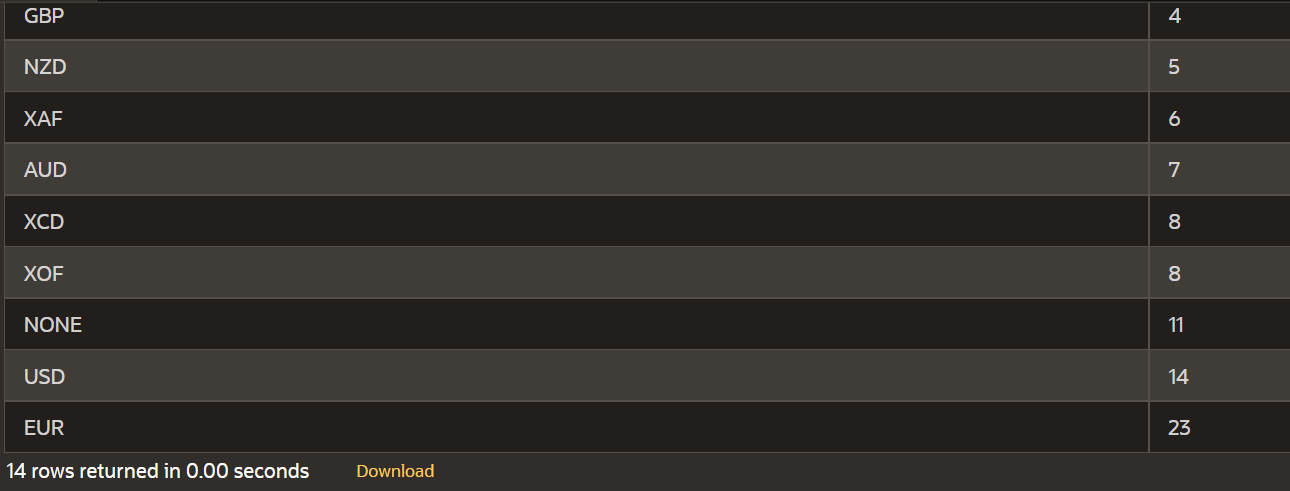 GBP 4
NZD 5
XAF 6
AUD 7
XCD 8
XOF 8
NONE 11
USD 14
EUR 23
14 rows returned in 0.00 seconds Download